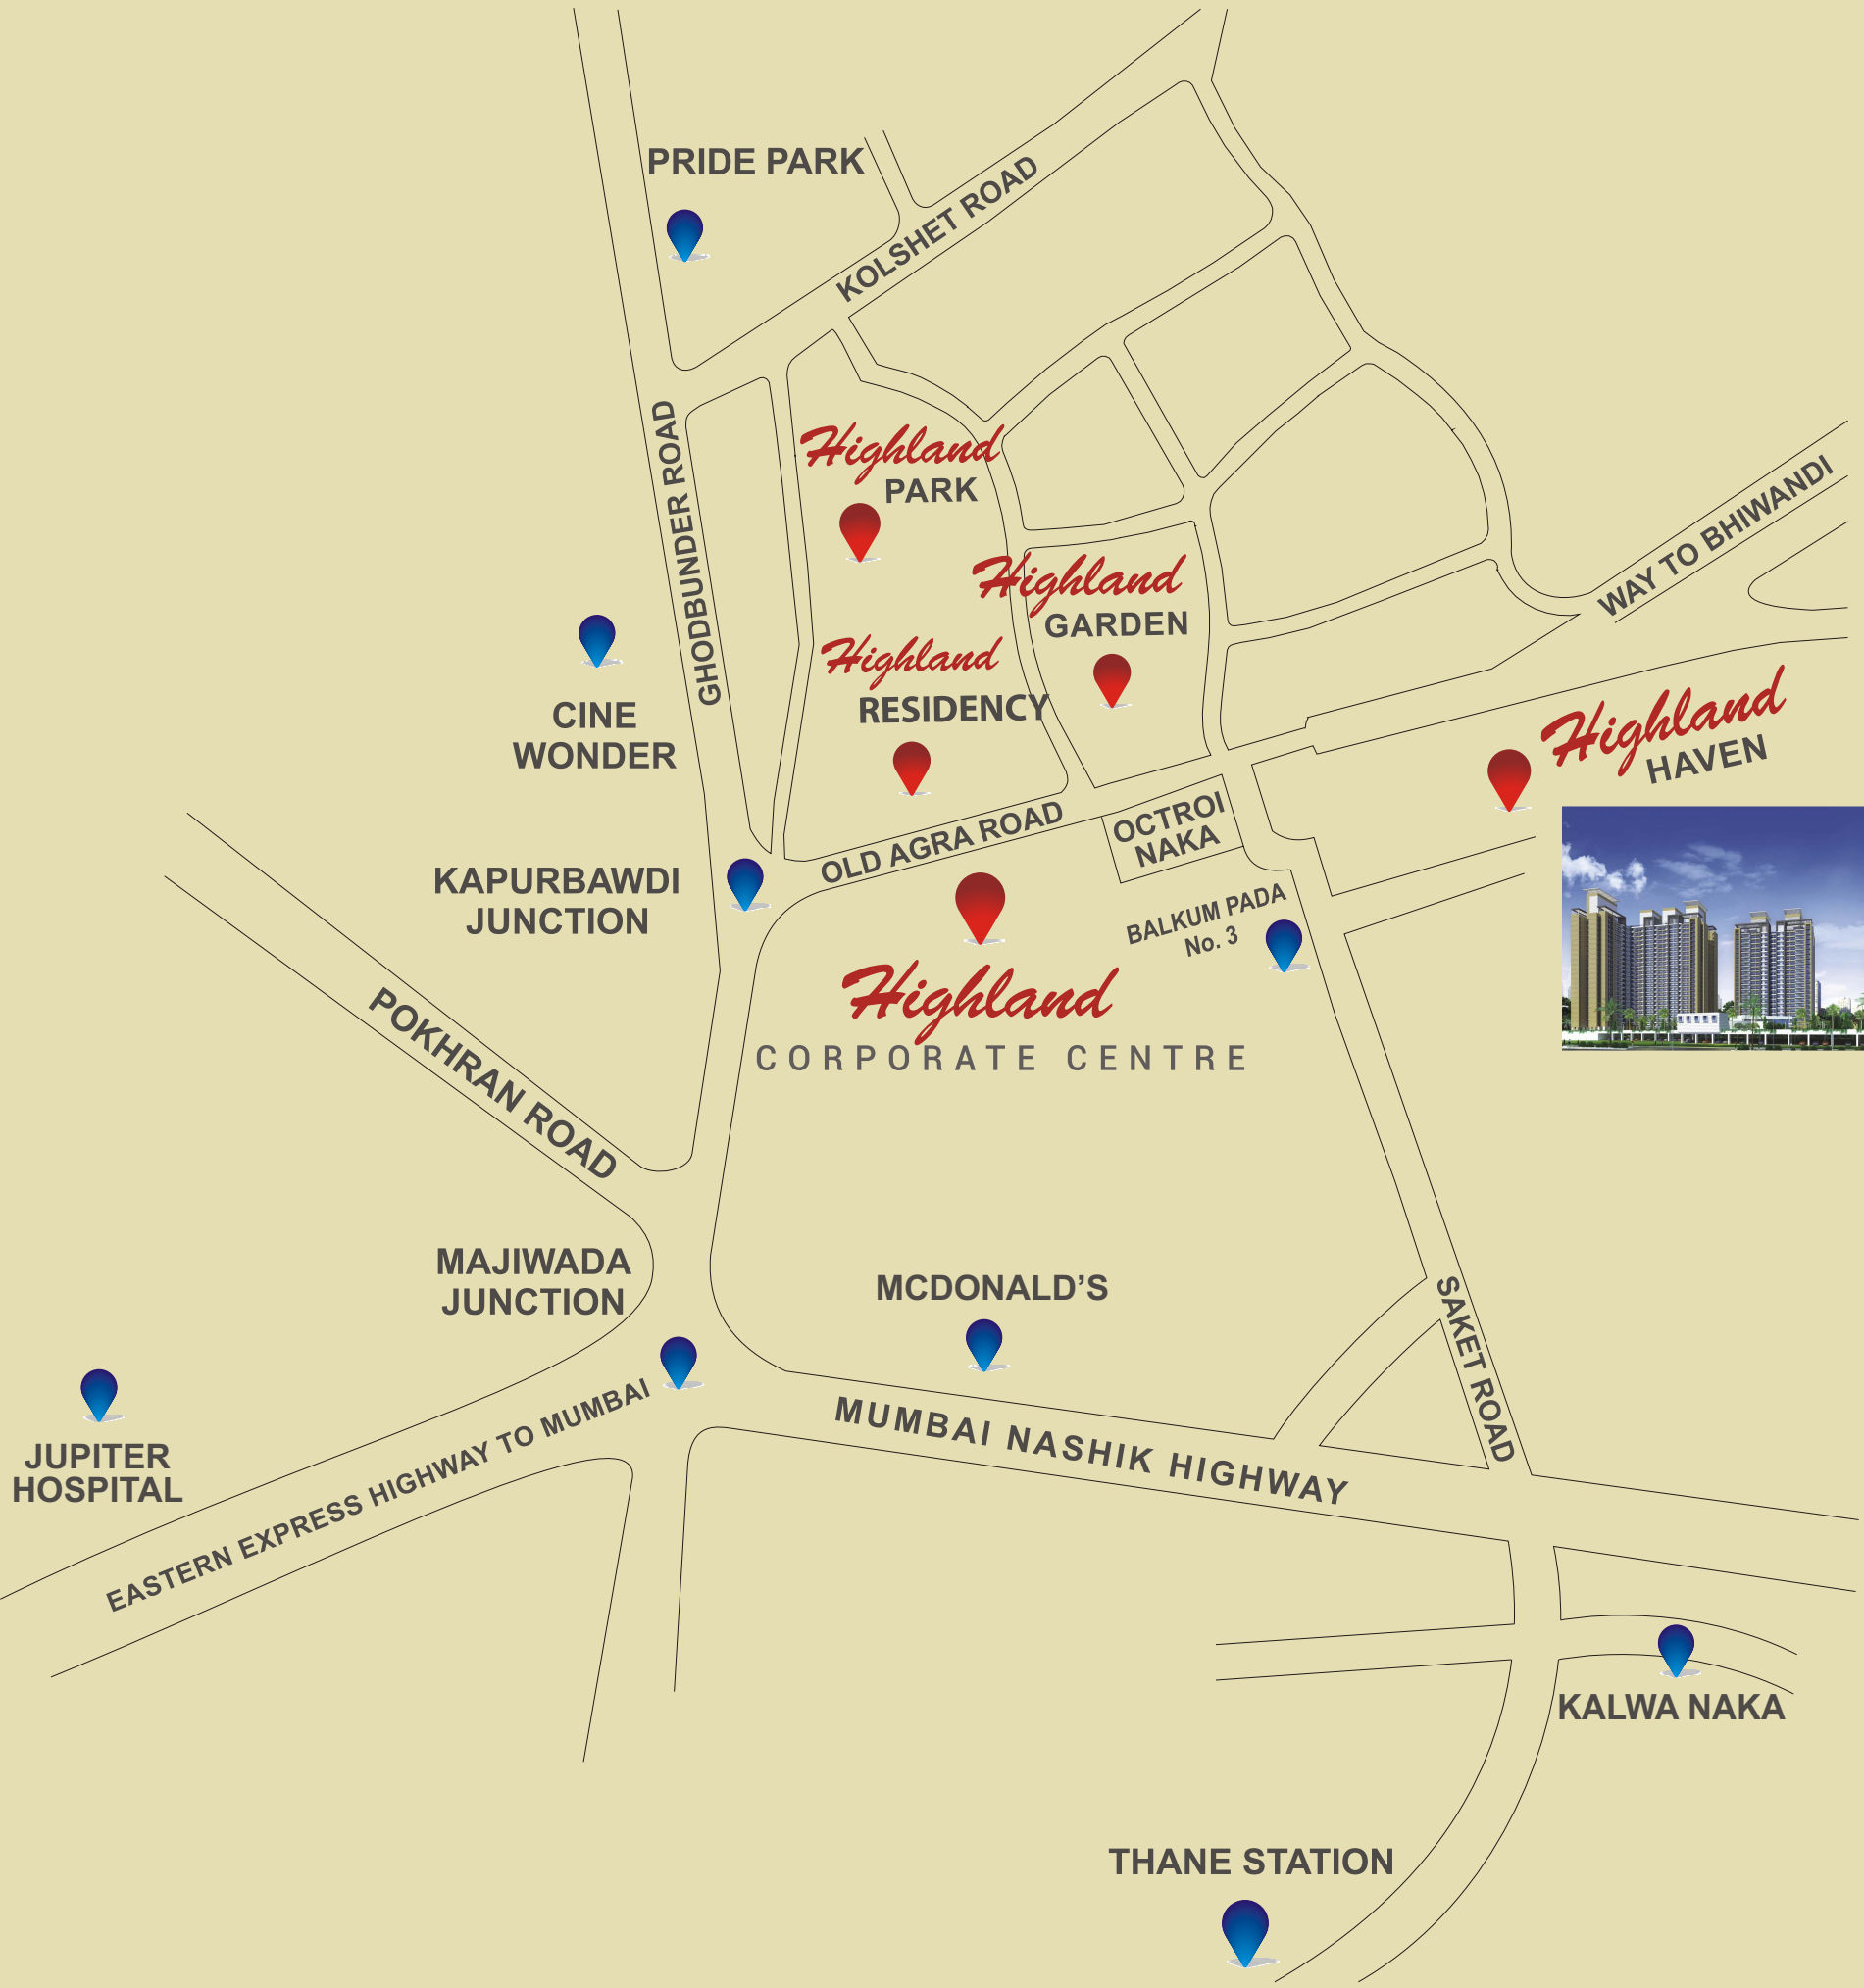 PRIDE PARK
KOLSHET ROAD
GHODBUNDER ROAD
Highland
PARK
Highland
GARDEN
WAY TO BHIWANDI
Highland
RESIDENCY
CINE
WONDER
Highland
HAVEN
OLD AGRA ROAD
OCTROI
NAKA
KAPURBAWDI
JUNCTION
BALKUM PADA
No. 3
Highland
CORPORATE CENTRE
POKHRAN ROAD
MAJIWADA
JUNCTION
MCDONALD’S
SAKET ROAD
JUPITER
HOSPITAL
EASTERN EXPRESS HIGHWAY TO MUMBAI
MUMBAI NASHIK HIGHWAY
KALWA NAKA
THANE STATION